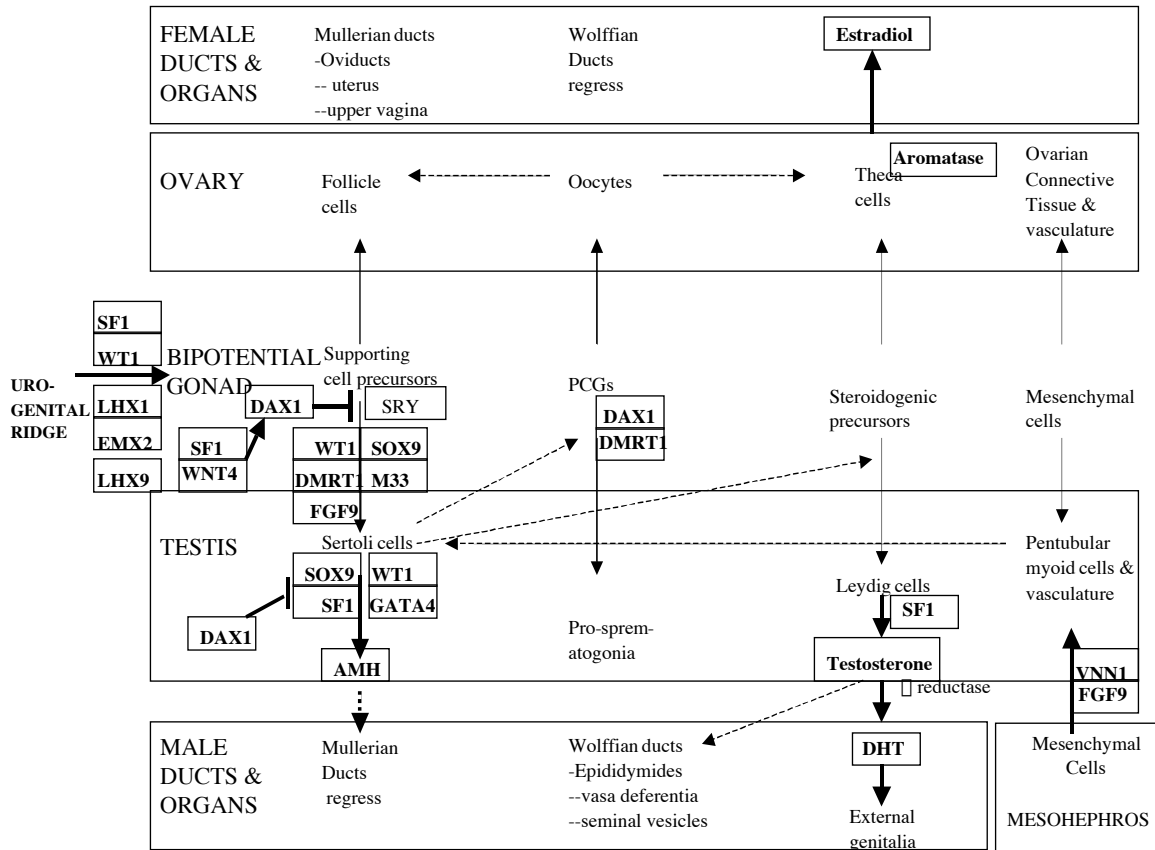 FEMALE
DUCTS &
ORGANS
Mullerian ducts
-Oviducts
-- uterus
--upper vagina
Wolffian
Ducts
regress
Estradiol
OVARY
Follicle
cells
Oocytes
Aromatase
Theca
cells
Ovarian
Connective
Tissue &
vasculature
SF1
WT1
URO-
GENITAL
RIDGE
LHX1
EMX2
LHX9
BIPOTENTIAL
GONAD
Supporting
cell precursors
DAX1
SRY
SF1
WNT4
WT1
SOX9
DMRT1
M33
FGF9
PCGs
DAX1
DMRT1
Steroidogenic
precursors
Mesenchymal
cells
TESTIS
Sertoli cells
SOX9
WT1
SF1
GATA4
DAX1
AMH
Pro-sprem-
atogonia
Leydig cells
SF1
Testosterone
reductase
Pentubular
myoid cells &
vasculature
VNN1
FGF9
MALE
DUCTS &
ORGANS
Mullerian
Ducts
regress
Wolffian ducts
-Epididymides
--vasa deferentia
--seminal vesicles
DHT
External
genitalia
Mesenchymal
Cells
MESOHEPHROS